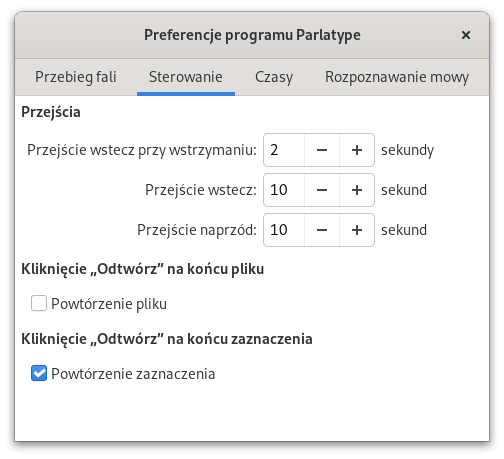 Preferencje programu Parlatype ×
Przebieg fali Sterowanie Czasy Rozpoznawanie mowy
Przejścia
Przejście wstecz przy wstrzymaniu: 2 − + sekundy
Przejście wstecz: 10 − + sekund
Przejście naprzód: 10 − + sekund
Kliknięcie „Odtwórz” na końcu pliku
Powtórzenie pliku
Kliknięcie „Odtwórz” na końcu zaznaczenia
Powtórzenie zaznaczenia